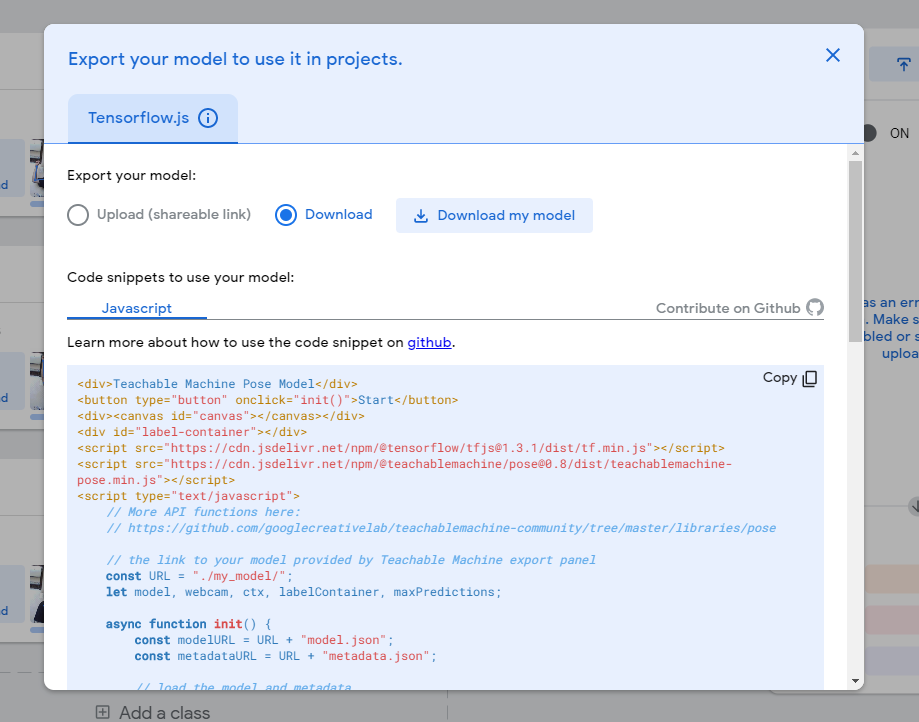 Export your model to use it in projects.
Tensorflow.js
ON
Export your model:
Upload (shareable link)
Download
Download my model
Code snippets to use your model:
Javascript
Contribute on Github
Learn more about how to use the code snippet on github.
Copy
<div>Teachable Machine Pose Model</div>
<button type="button" onclick="init()">Start</button>
<div><canvas id="canvas"></canvas></div>
<div id="label-container"></div>
<script src="https://cdn.jsdelivr.net/npm/@tensorflow/tfjs@1.3.1/dist/tf.min.js"></script>
<script src="https://cdn.jsdelivr.net/npm/@teachablemachine/pose@0.8/dist/teachablemachine-
pose.min.js"></script>
<script type="text/javascript">
// More API functions here:
// https://github.com/googlecreativelab/teachablemachine-community/tree/master/libraries/pose
// the link to your model provided by Teachable Machine export panel
const URL = "./my_model/";
let model, webcam, ctx, labelContainer, maxPredictions;
async function init() {
const modelURL = URL + "model.json";
const metadataURL = URL + "metadata.json";
// load the model and metadata
as an err
. Make s
bled or s
uploa
Add a class